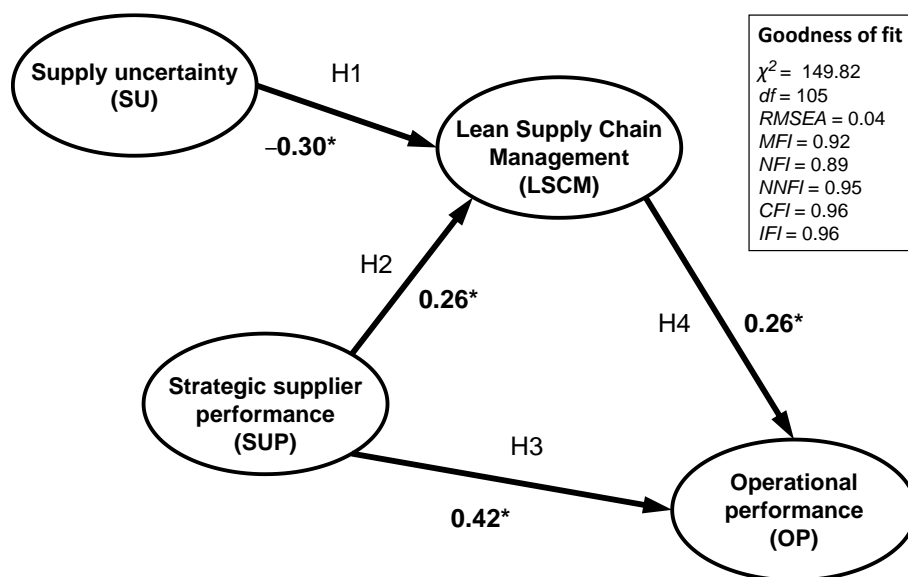 Supply uncertainty
(SU)
H1
–0.30*
Lean Supply Chain
Management
(LSCM)
Goodness of fit
χ² = 149.82
df = 105
RMSEA = 0.04
MFI = 0.92
NFI = 0.89
NNFI = 0.95
CFI = 0.96
IFI = 0.96
H2
0.26*
H4
0.26*
Strategic supplier
performance
(SUP)
H3
0.42*
Operational
performance
(OP)